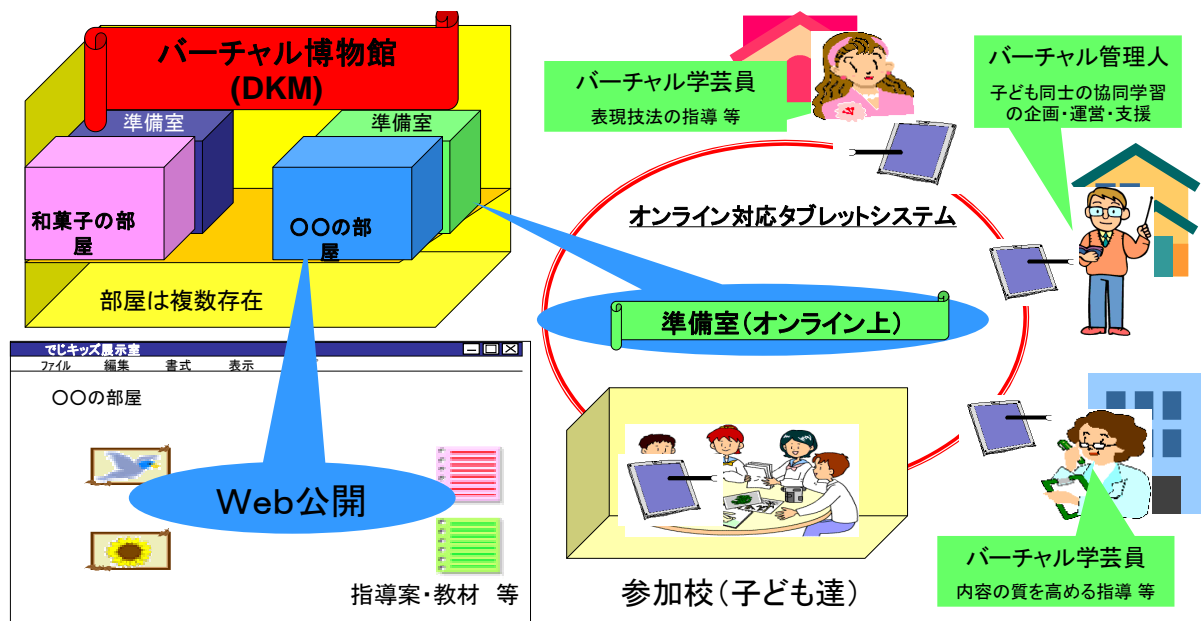 バーチャル博物館
(DKM)
準備室
準備室
和菓子の部
屋
〇〇の部
屋
部屋は複数存在
バーチャル学芸員
表現技法の指導 等
バーチャル管理人
子ども同士の協同学習
の企画・運営・支援
オンライン対応タブレットシステム
準備室(オンライン上)
でじキッズ展示室
ファイル 編集 書式 表示
〇〇の部屋
Web公開
指導案・教材 等
参加校(子ども達)
バーチャル学芸員
内容の質を高める指導 等